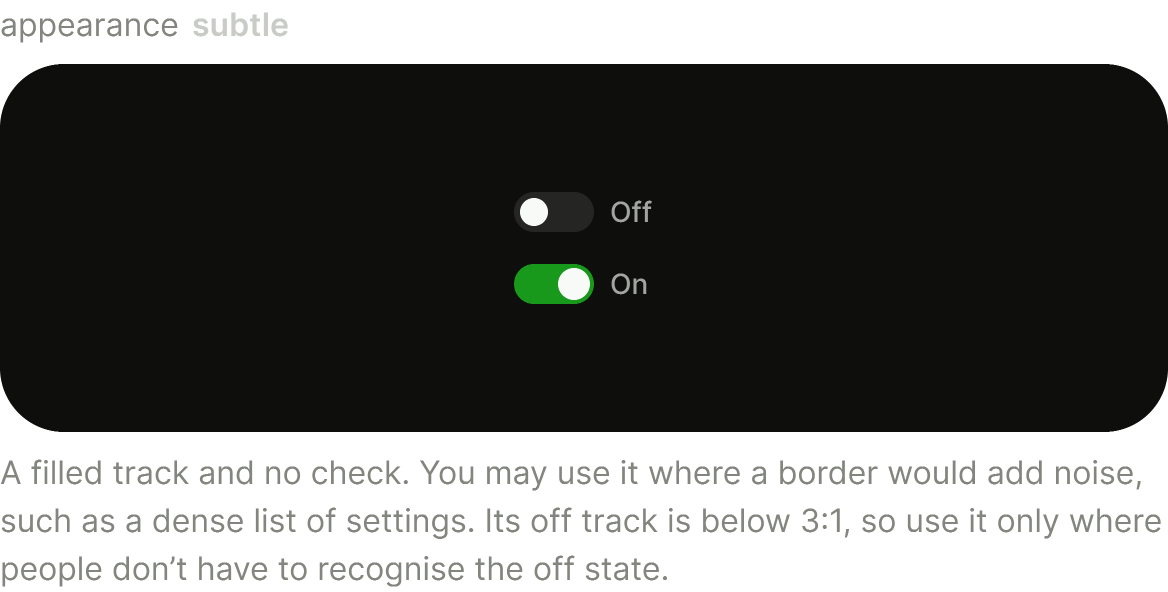 appearance subtle
Off
On
A filled track and no check. You may use it where a border would add noise,
such as a dense list of settings. Its off track is below 3:1, so use it only where
people don’t have to recognise the off state.